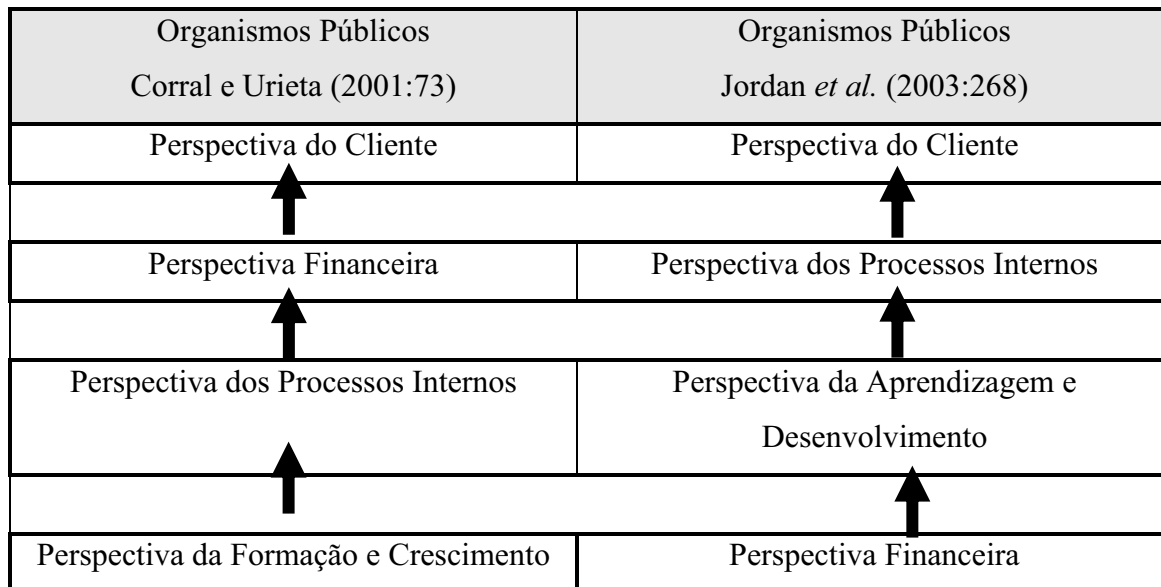 Organismos Públicos
Corral e Urieta (2001:73)
Organismos Públicos
Jordan et al. (2003:268)
Perspectiva do Cliente
Perspectiva do Cliente
Perspectiva Financeira
Perspectiva dos Processos Internos
Perspectiva dos Processos Internos
Perspectiva da Aprendizagem e
Desenvolvimento
Perspectiva da Formação e Crescimento
Perspectiva Financeira